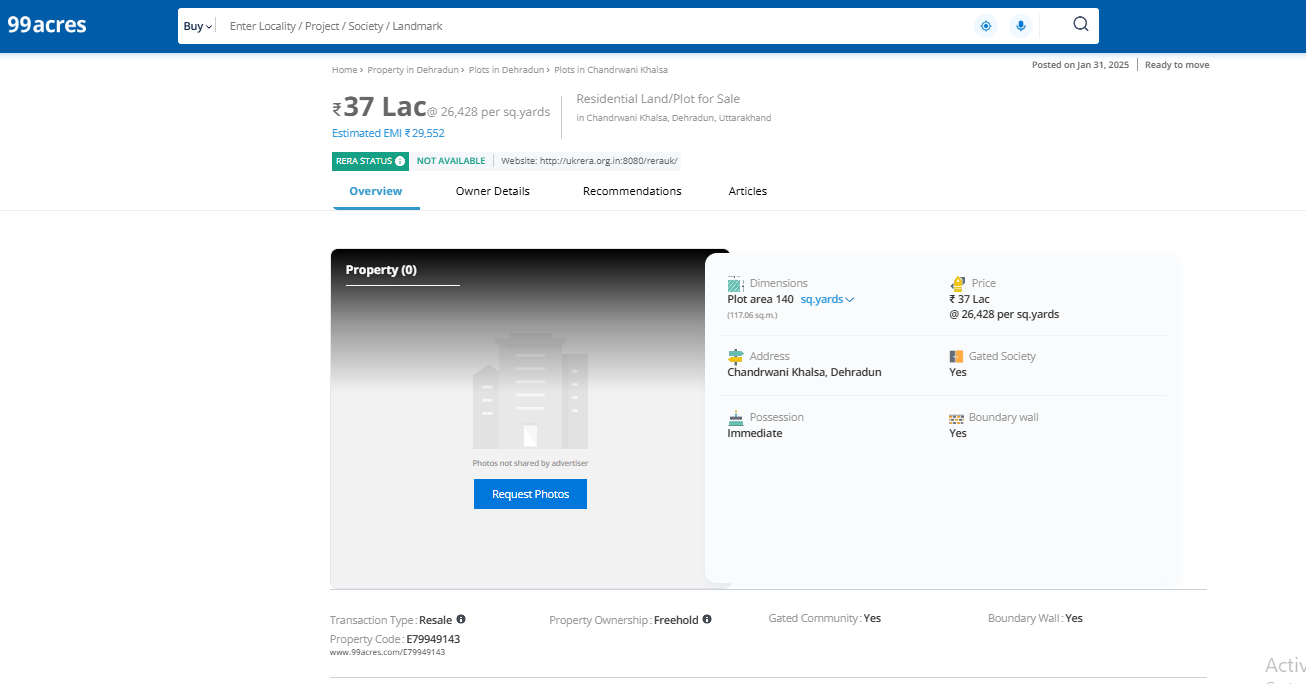 99acres
Buy
Enter Locality / Project / Society / Landmark
Home › Property in Dehradun › Plots in Dehradun › Plots in Chandrwani Khalsa
Posted on Jan 31, 2025 | Ready to move
₹37 Lac @ 26,428 per sq.yards
Estimated EMI ₹ 29,552
Residential Land/Plot for Sale
in Chandrwani Khalsa, Dehradun, Uttarakhand
RERA STATUS i NOT AVAILABLE | Website: http://ukrera.org.in:8080/rerauk/
Overview Owner Details Recommendations Articles
Property (0)
Photos not shared by advertiser
Request Photos
Dimensions
Plot area 140 sq.yards
(117.06 sq.m.)
Price
₹ 37 Lac
@ 26,428 per sq.yards
Address
Chandrwani Khalsa, Dehradun
Gated Society
Yes
Possession
Immediate
Boundary wall
Yes
Transaction Type : Resale i
Property Ownership : Freehold i
Gated Community : Yes
Boundary Wall : Yes
Property Code : E79949143
www.99acres.com/E79949143
Activ